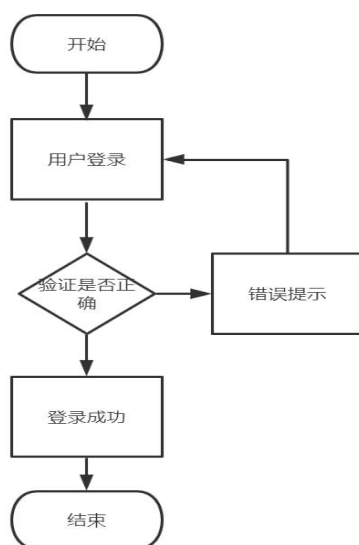 开始
用户登录
验证是否正
确
错误提示
登录成功
结束